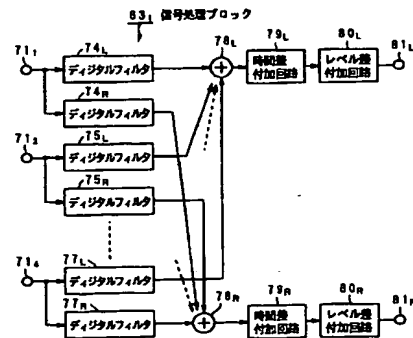 83₁ 信号処理ブロック
71₁
74L
ディジタルフィルタ
78L
79L
時間差
付加回路
80L
レベル差
付加回路
81L
74R
ディジタルフィルタ
71₂
75L
ディジタルフィルタ
75R
ディジタルフィルタ
71₄
77L
ディジタルフィルタ
77R
ディジタルフィルタ
78R
79R
時間差
付加回路
80R
レベル差
付加回路
81R